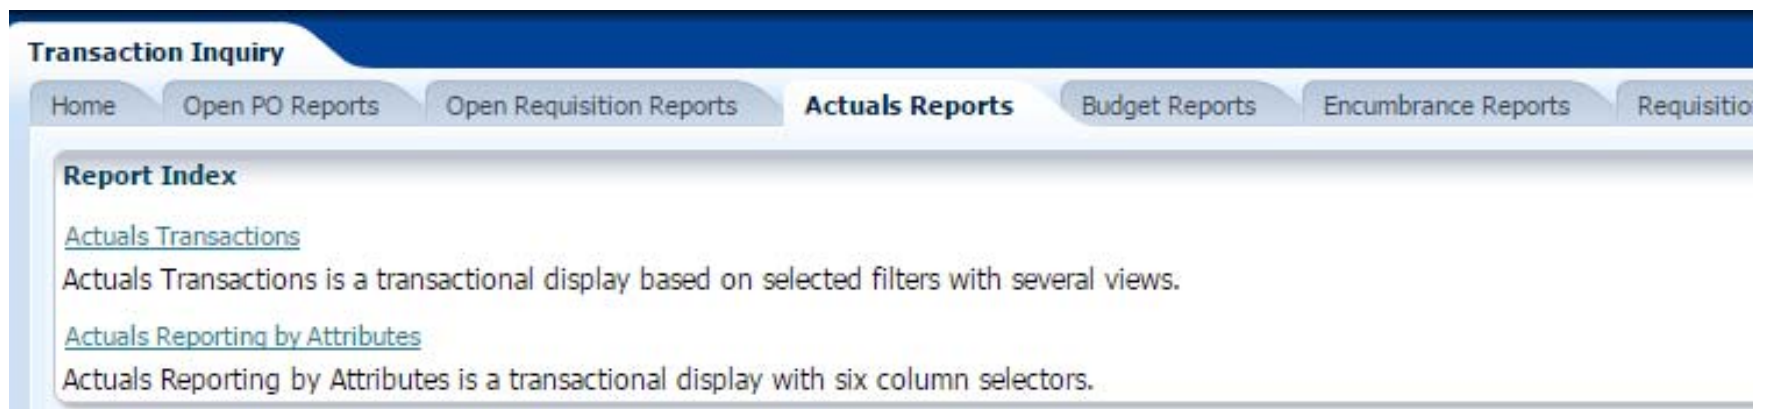 Transaction Inquiry
Home Open PO Reports Open Requisition Reports Actuals Reports Budget Reports Encumbrance Reports
Report Index
Actuals Transactions
Actuals Transactions is a transactional display based on selected filters with several views.
Actuals Reporting by Attributes
Actuals Reporting by Attributes is a transactional display with six column selectors.